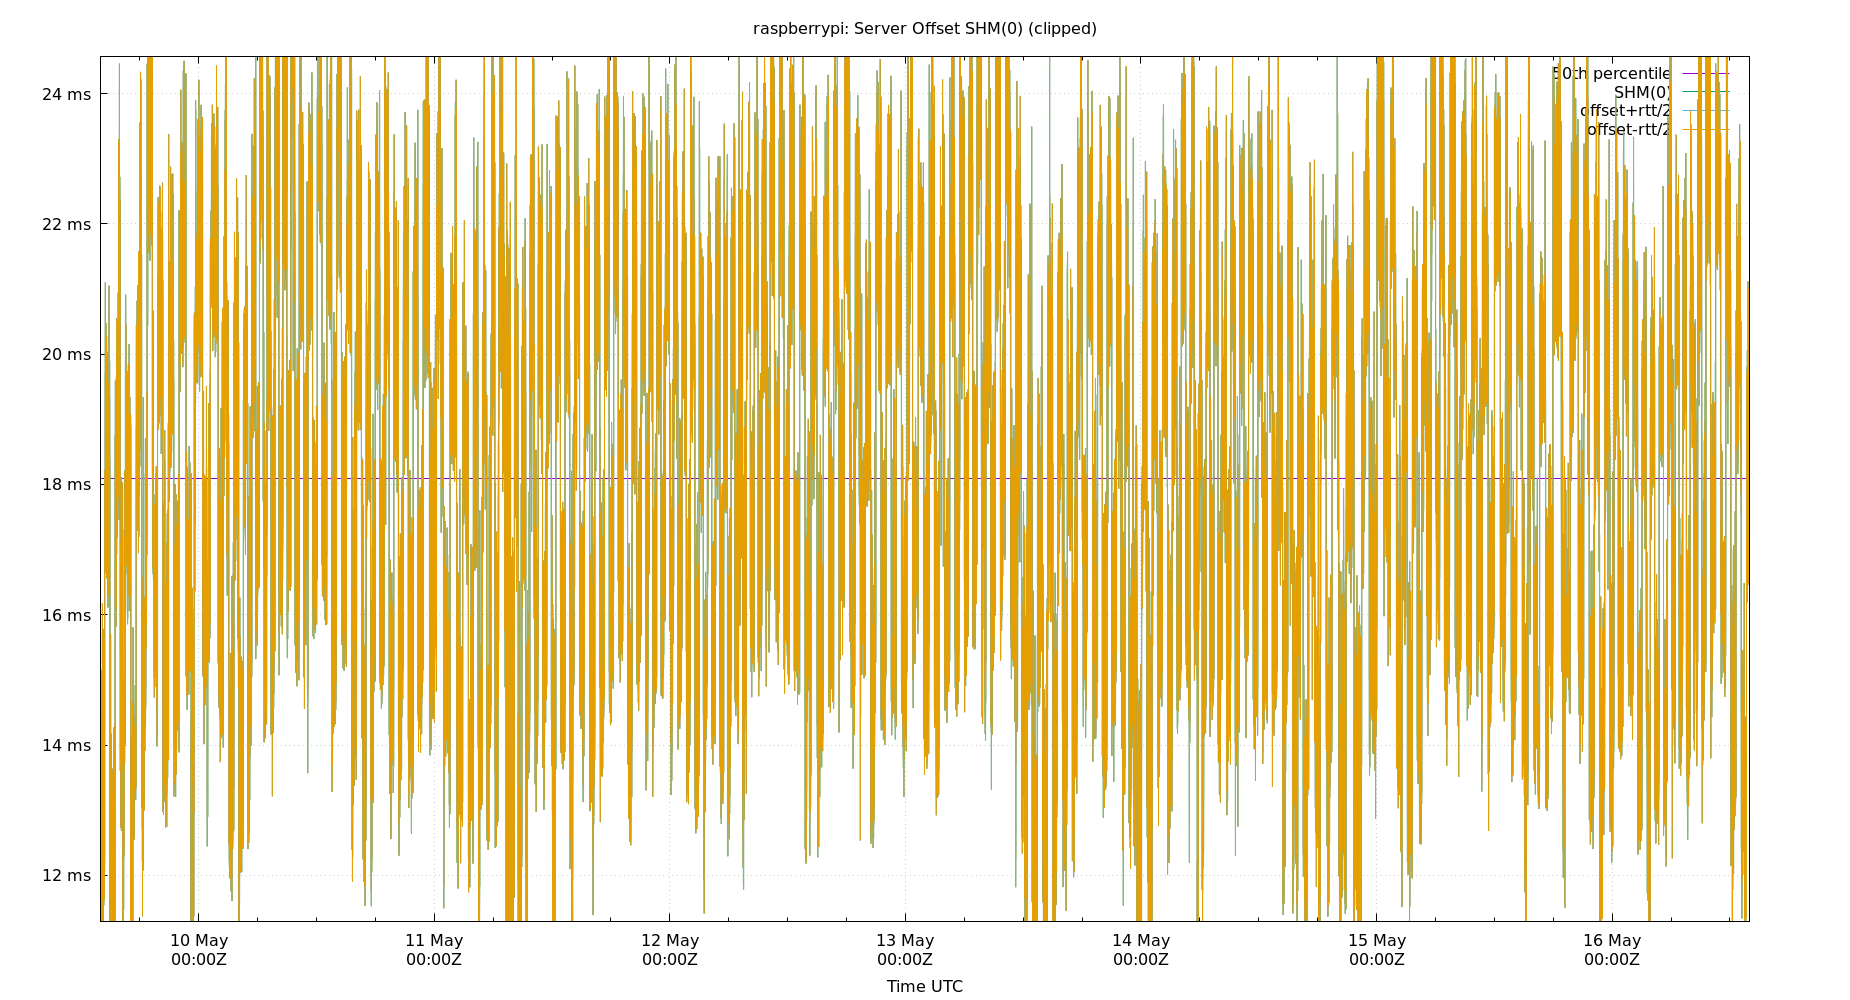 raspberrypi: Server Offset SHM(0) (clipped)
50th percentile
SHM(0)
offset+rtt/2
offset-rtt/2
24 ms
22 ms
20 ms
18 ms
16 ms
14 ms
12 ms
10 May 11 May 12 May 13 May 14 May 15 May 16 May
00:00Z 00:00Z 00:00Z 00:00Z 00:00Z 00:00Z 00:00Z
Time UTC